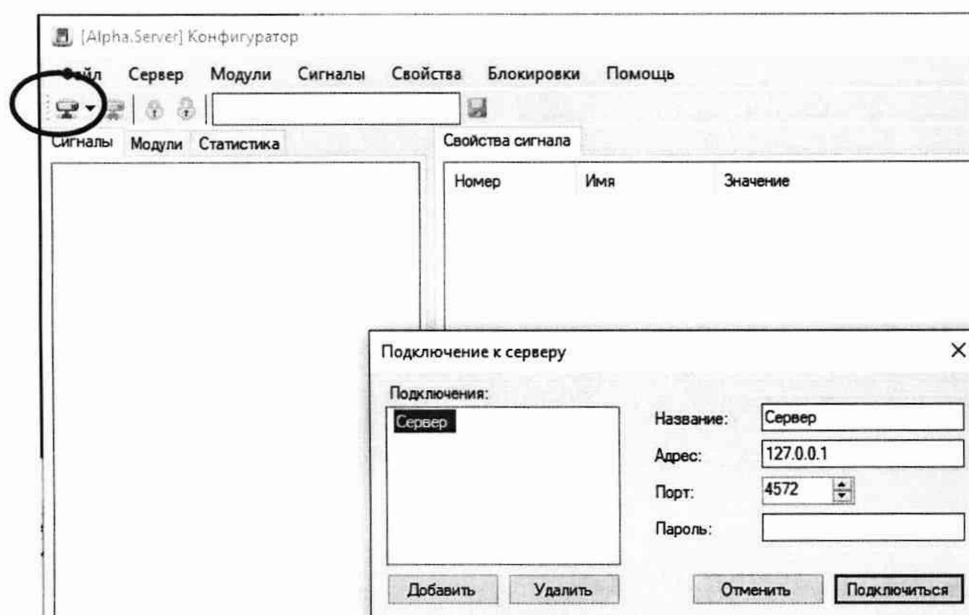 [Alpha.Server] Конфигуратор
Файл Сервер Модули Сигналы Свойства Блокировки Помощь
Сигналы Модули Статистика
Свойства сигнала
Номер Имя Значение
Подключение к серверу
Подключения:
Сервер
Название: Сервер
Адрес: 127.0.0.1
Порт: 4572
Пароль:
Добавить Удалить Отменить Подключиться